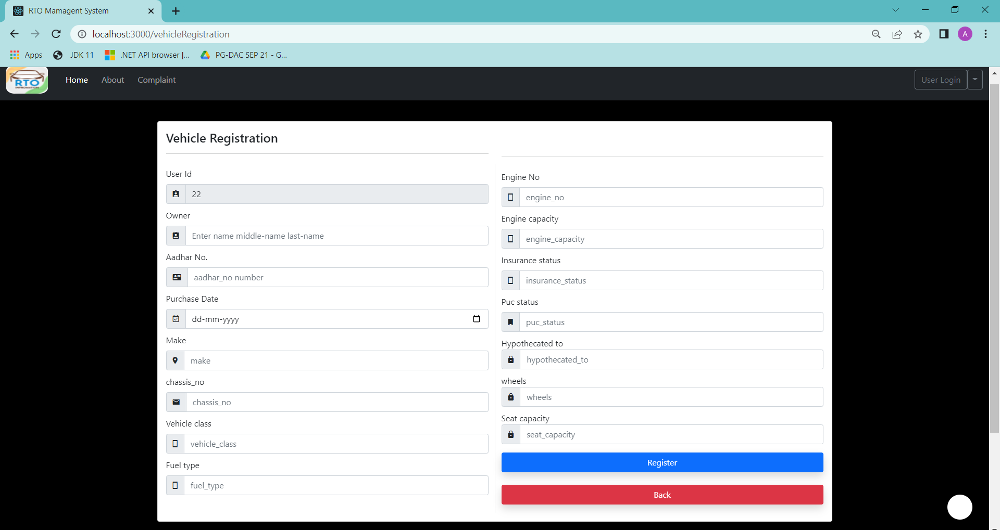 RTO Mamagent System
localhost:3000/vehicleRegistration
A
Apps
JDK 11
.NET API browser |...
PG-DAC SEP 21 - G...
RTO
Home
About
Complaint
User Login
Vehicle Registration
User Id
22
Owner
Enter name middle-name last-name
Aadhar No.
aadhar_no number
Purchase Date
dd-mm-yyyy
Make
make
chassis_no
chassis_no
Vehicle class
vehicle_class
Fuel type
fuel_type
Engine No
engine_no
Engine capacity
engine_capacity
Insurance status
insurance_status
Puc status
puc_status
Hypothecated to
hypothecated_to
wheels
wheels
Seat capacity
seat_capacity
Register
Back